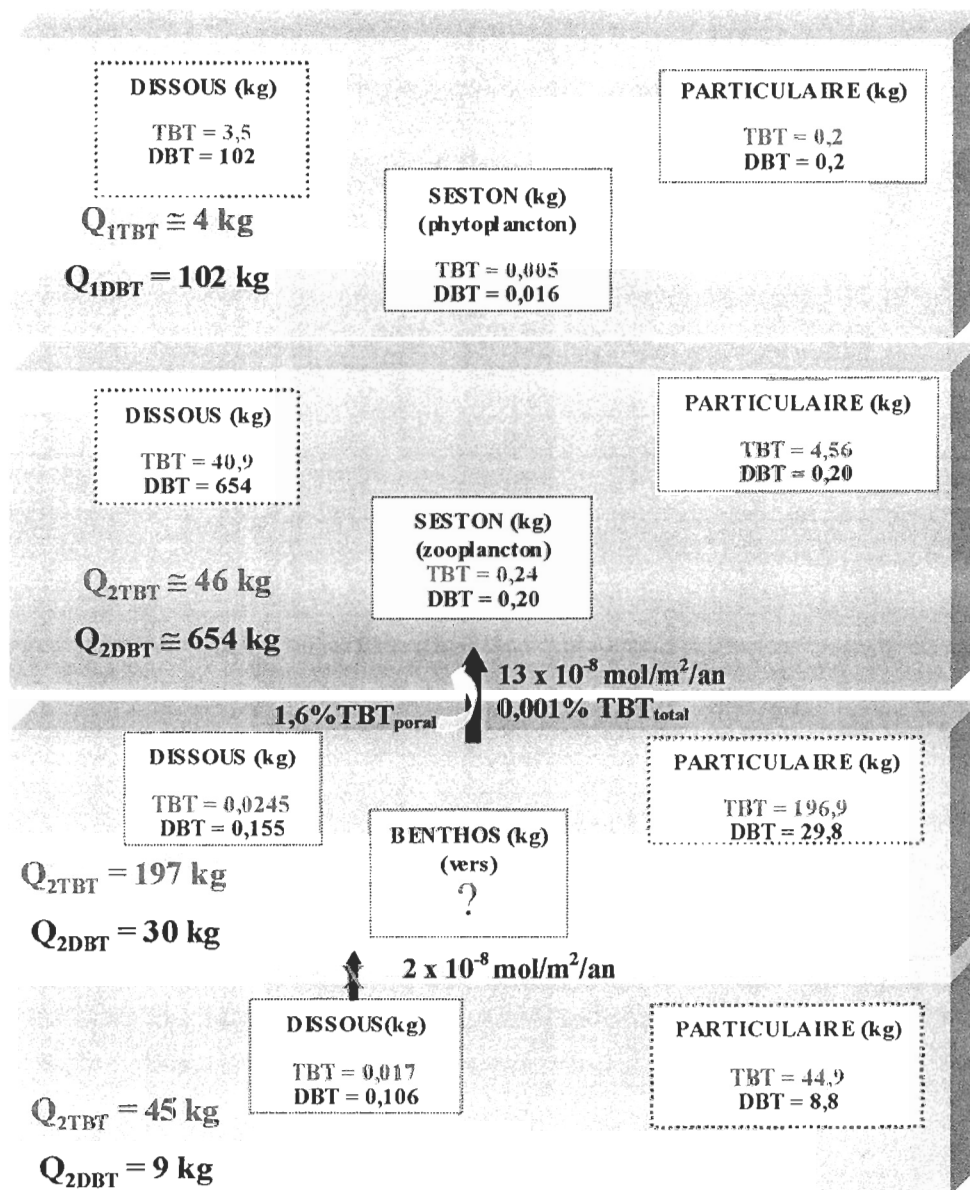 DISSOUS (kg)
TBT = 3,5
DBT = 102
PARTICULAIRE (kg)
TBT = 0,2
DBT = 0,2
SESTON (kg)
(phytoplancton)
TBT = 0,005
DBT = 0,016
Q1TBT ≅ 4 kg
Q1DBT = 102 kg
DISSOUS (kg)
TBT = 40,9
DBT = 654
PARTICULAIRE (kg)
TBT = 4,56
DBT = 0,20
SESTON (kg)
(zooplancton)
TBT = 0,24
DBT = 0,20
Q2TBT ≅ 46 kg
Q2DBT ≅ 654 kg
13 x 10⁻⁸ mol/m²/an
1,6%TBTporal
0,001% TBTtotal
DISSOUS (kg)
TBT = 0,0245
DBT = 0,155
PARTICULAIRE (kg)
TBT = 196,9
DBT = 29,8
BENTHOS (kg)
(vers)
?
Q2TBT = 197 kg
Q2DBT = 30 kg
2 x 10⁻⁸ mol/m²/an
DISSOUS(kg)
TBT = 0,017
DBT = 0,106
PARTICULAIRE (kg)
TBT = 44,9
DBT = 8,8
Q2TBT = 45 kg
Q2DBT = 9 kg